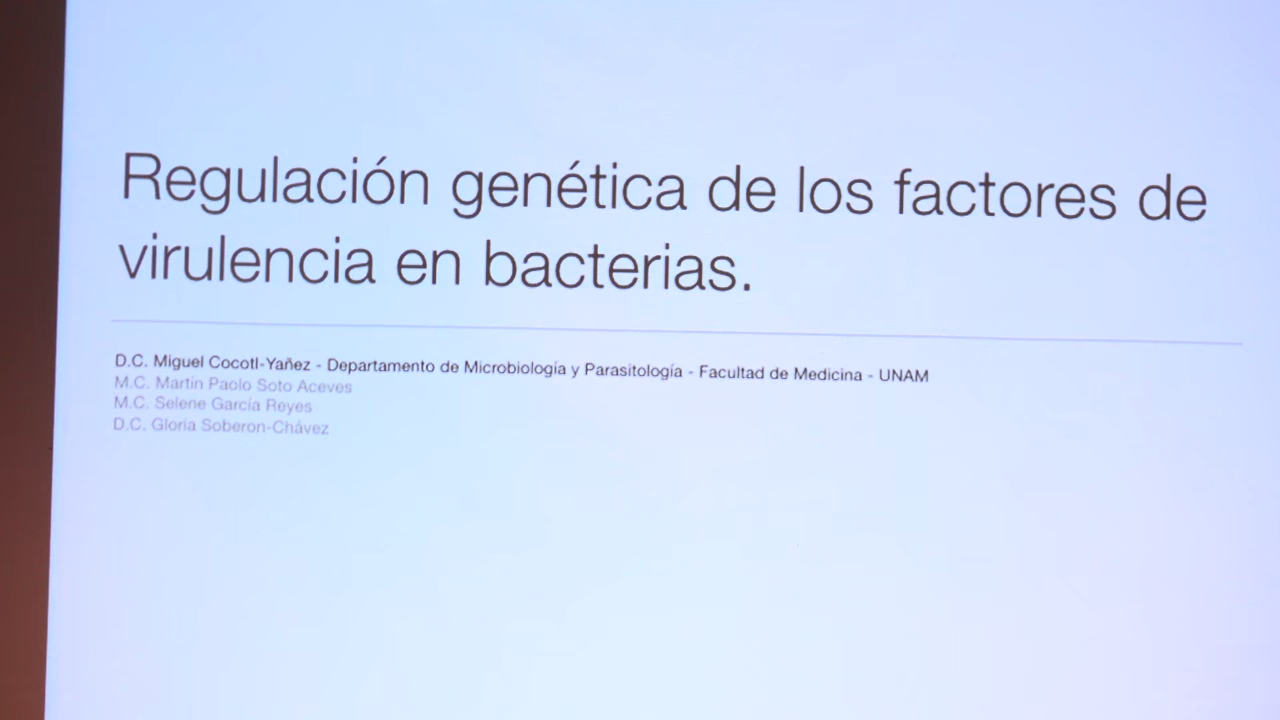 Regulación genética de los factores de
virulencia en bacterias.
D.C. Miguel Cocotl-Yañez - Departamento de Microbiología y Parasitología - Facultad de Medicina - UNAM
M.C. Martín Paolo Soto Aceves
M.C. Selene García Reyes
D.C. Gloria Soberon-Chávez